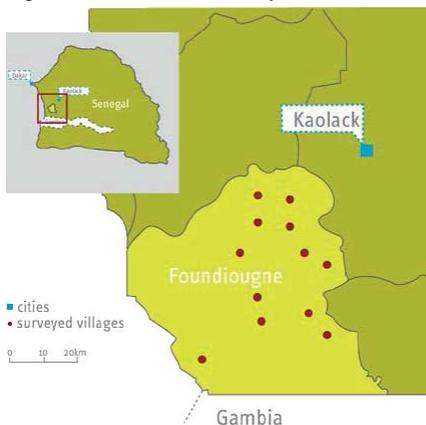 Dakar
Kaolack
Senegal
Kaolack
Foundiougne
cities
surveyed villages
0 10 20km
Gambia